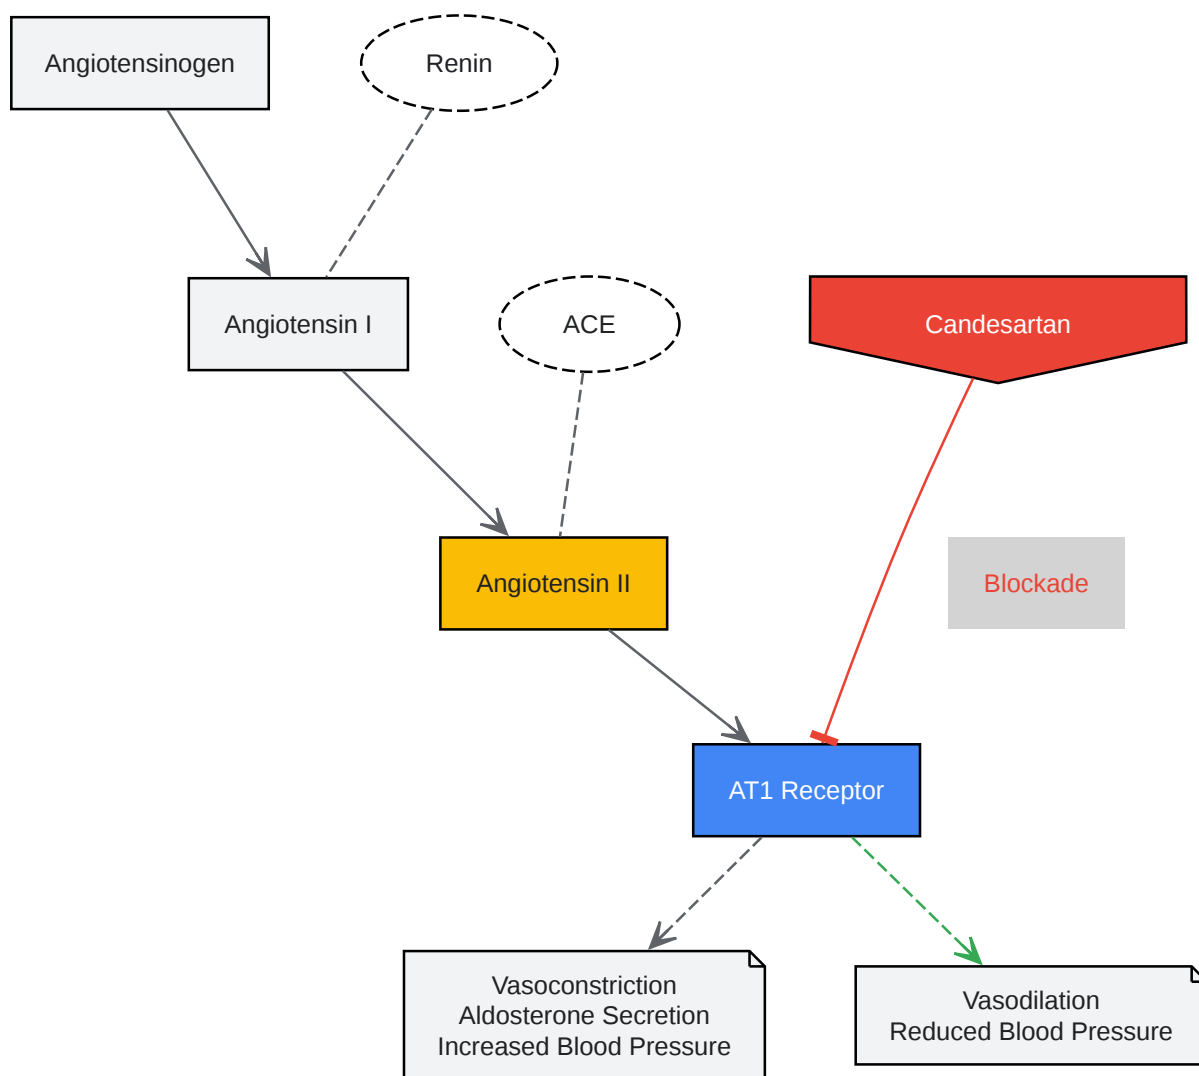 Angiotensinogen
Renin
Angiotensin I
ACE
Candesartan
Angiotensin II
Blockade
AT1 Receptor
Vasoconstriction
Aldosterone Secretion
Increased Blood Pressure
Vasodilation
Reduced Blood Pressure